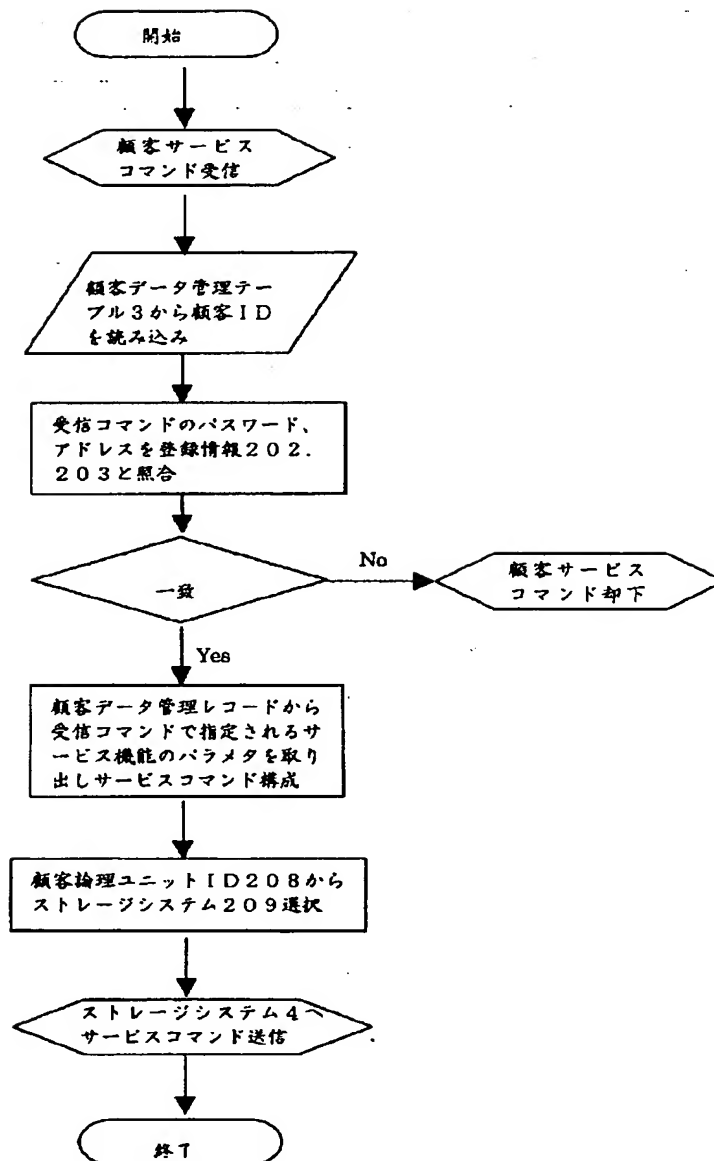 開始
顧客サービス
コマンド受信
顧客データ管理テー
ブル3から顧客ID
を読み込み
受信コマンドのパスワード、
アドレスを登録情報202.
203と照合
一致
No
顧客サービス
コマンド却下
Yes
顧客データ管理レコードから
受信コマンドで指定されるサ
ービス機能のパラメタを取り
出しサービスコマンド構成
顧客論理ユニットID208から
ストレージシステム209選択
ストレージシステム4へ
サービスコマンド送信
終了